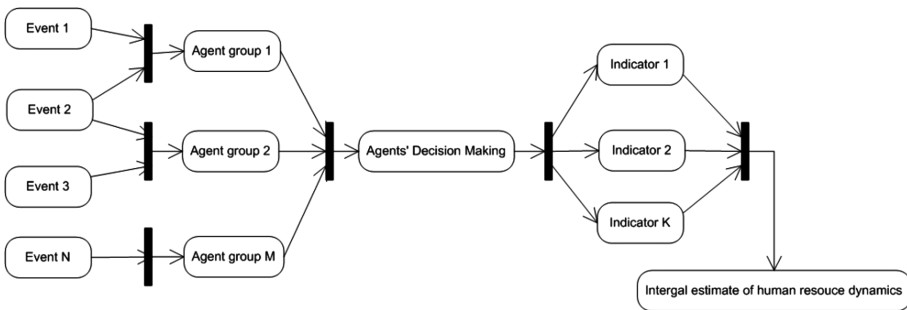 Event 1
Event 2
Event 3
Event N
Agent group 1
Agent group 2
Agent group M
Agents' Decision Making
Indicator 1
Indicator 2
Indicator K
Intergal estimate of human resouce dynamics